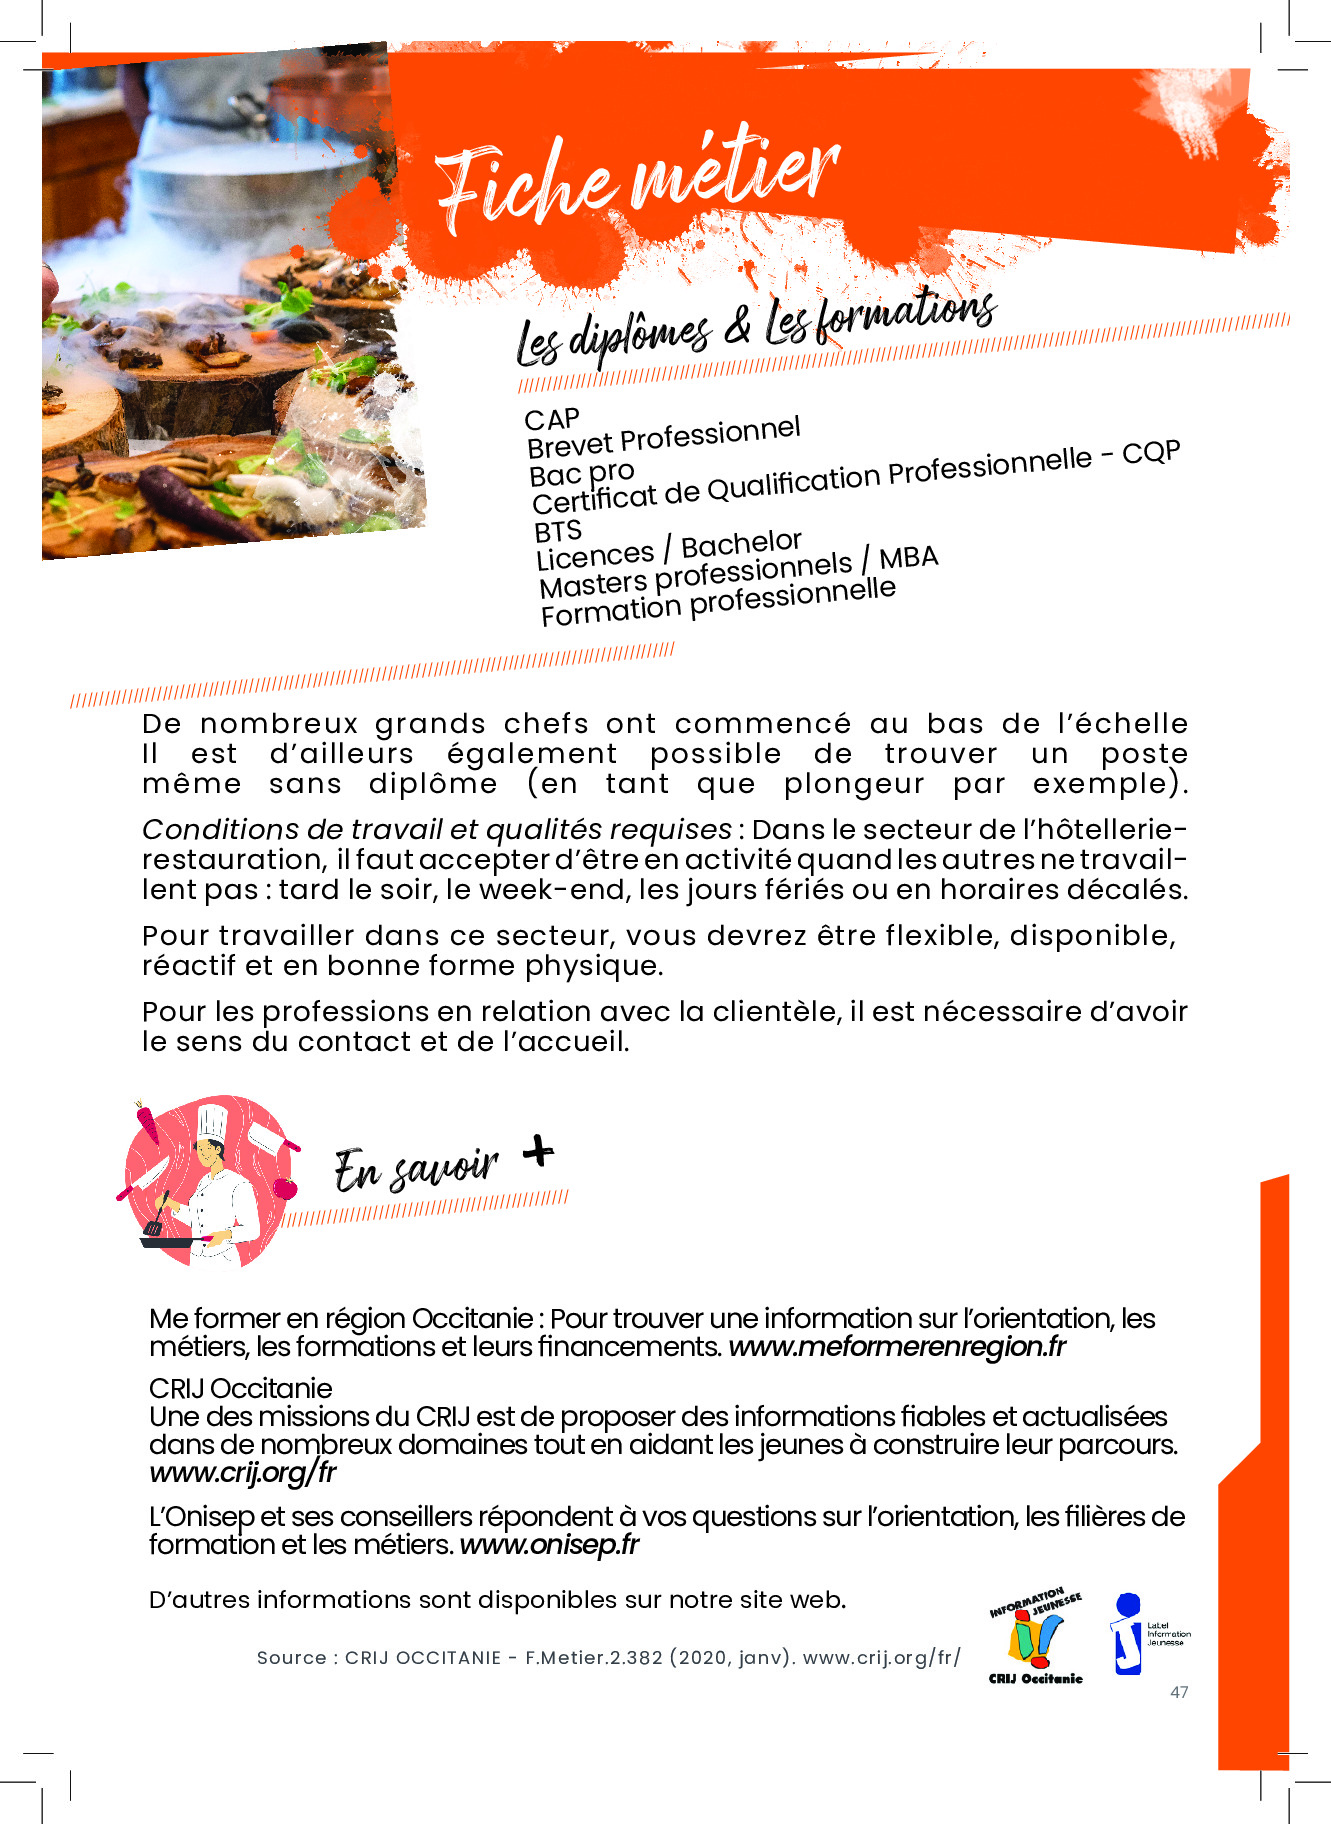 Fiche métier
Les diplômes & Les formations
CAP
Brevet Professionnel
Bac pro
Certificat de Qualification Professionnelle - CQP
BTS
Licences / Bachelor
Masters professionnels / MBA
Formation professionnelle
De nombreux grands chefs ont commencé au bas de l’échelle
Il est d’ailleurs également possible de trouver un poste
même sans diplôme (en tant que plongeur par exemple).
Conditions de travail et qualités requises : Dans le secteur de l’hôtellerie-
restauration, il faut accepter d’être en activité quand les autres ne travail-
lent pas : tard le soir, le week-end, les jours fériés ou en horaires décalés.
Pour travailler dans ce secteur, vous devrez être flexible, disponible,
réactif et en bonne forme physique.
Pour les professions en relation avec la clientèle, il est nécessaire d’avoir
le sens du contact et de l’accueil.
En savoir +
Me former en région Occitanie : Pour trouver une information sur l’orientation, les
métiers, les formations et leurs financements. www.meformerenregion.fr
CRIJ Occitanie
Une des missions du CRIJ est de proposer des informations fiables et actualisées
dans de nombreux domaines tout en aidant les jeunes à construire leur parcours.
www.crij.org/fr
L’Onisep et ses conseillers répondent à vos questions sur l’orientation, les filières de
formation et les métiers. www.onisep.fr
D’autres informations sont disponibles sur notre site web.
INFORMATION
JEUNESSE
CRIJ Occitanie
Label
Information
Jeunesse
Source : CRIJ OCCITANIE - F.Metier.2.382 (2020, janv). www.crij.org/fr/
47